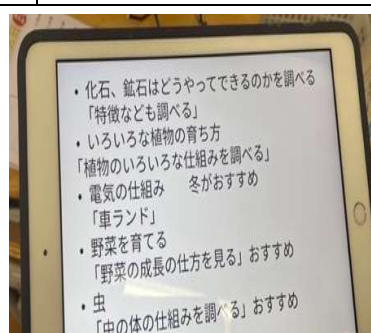 ・化石、鉱石はどうやってできるのかを調べる
「特徴なども調べる」
・いろいろな植物の育ち方
「植物のいろいろな仕組みを調べる」
・電気の仕組み　冬がおすすめ
「車ランド」
・野菜を育てる
「野菜の成長の仕方を見る」おすすめ
・虫
「虫の体の仕組みを調べる」おすすめ